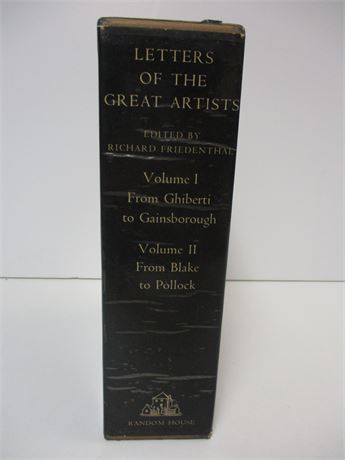 LETTERS
OF THE
GREAT ARTISTS
EDITED BY
RICHARD FRIEDENTHAL
Volume I
From Ghiberti
to Gainsborough
Volume II
From Blake
to Pollock
RANDOM HOUSE